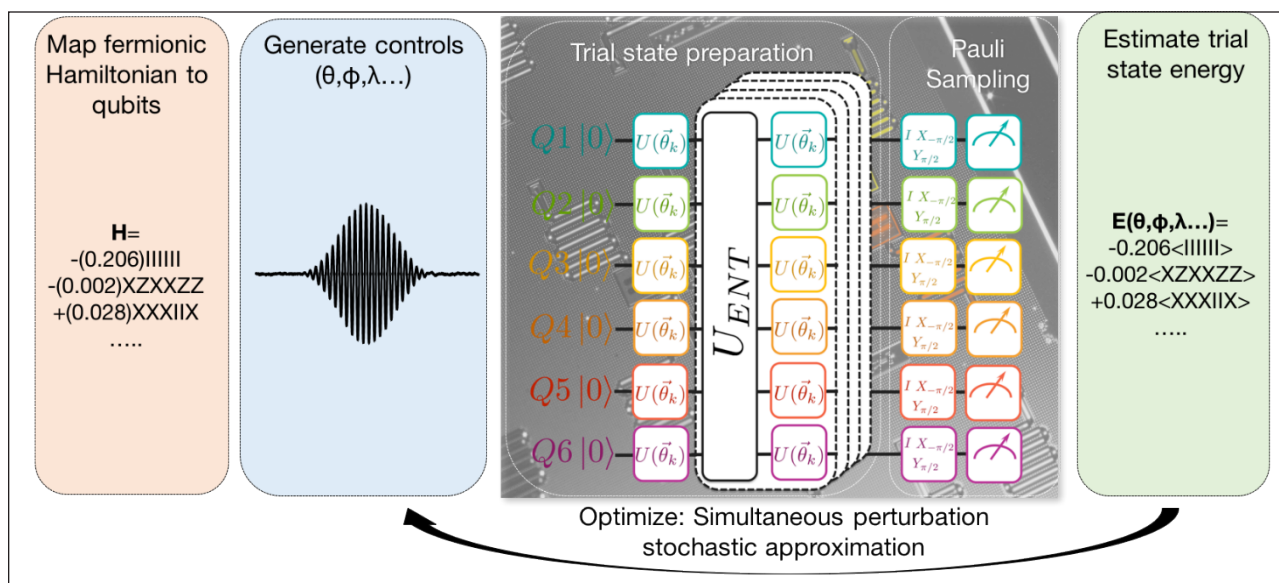 Map fermionic
Hamiltonian to
qubits
H=
-(0.206)IIIIII
-(0.002)XZXXZZ
+(0.028)XXXIIX
…..
Generate controls
(θ,ϕ,λ…)
Trial state preparation
Q1 |0⟩
Q2 |0⟩
Q3 |0⟩
Q4 |0⟩
Q5 |0⟩
Q6 |0⟩
U(θ⃗k)
U(θ⃗k)
U(θ⃗k)
U(θ⃗k)
U(θ⃗k)
U(θ⃗k)
UENT
U(θ⃗k)
U(θ⃗k)
U(θ⃗k)
U(θ⃗k)
U(θ⃗k)
U(θ⃗k)
Pauli
Sampling
I X−π/2
Yπ/2
I X−π/2
Yπ/2
I X−π/2
Yπ/2
I X−π/2
Yπ/2
I X−π/2
Yπ/2
I X−π/2
Yπ/2
Estimate trial
state energy
E(θ,ϕ,λ…)=
-0.206<IIIIII>
-0.002<XZXXZZ>
+0.028<XXXIIX>
…..
Optimize: Simultaneous perturbation
stochastic approximation